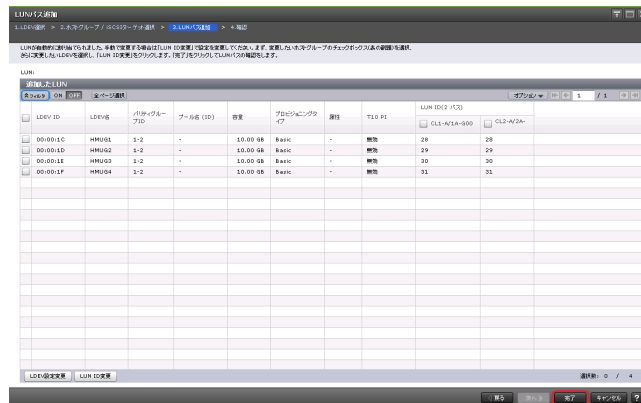 LUNパス追加
1.LDEV選択 > 2.ホストグループ / iSCSIターゲット選択 > 3.LUNパス追加 > 4.確認
LUNが自動的に割り当てられました。手動で変更する場合は「LUN ID変更」で設定を変更してください。まず、変更したいホストグループのチェックボックス(表の右側)を選択、
さらに変更したいLDEVを選択し、「LUN ID変更」をクリックします。「完了」をクリックしてLUNパスの確認をします。
LUN:
追加したLUN
フィルタ ON OFF 全ページ選択 オプション 1 / 1
LUN ID(2 パス)
LDEV ID LDEV名 パリティグループID プール名 (ID) 容量 プロビジョニングタイプ 属性 T10 PI CL1-A/1A-G00 CL2-A/2A-
00:00:1C HMUG1 1-2 - 10.00 GB Basic - 無効 28 28
00:00:1D HMUG2 1-2 - 10.00 GB Basic - 無効 29 29
00:00:1E HMUG3 1-2 - 10.00 GB Basic - 無効 30 30
00:00:1F HMUG4 1-2 - 10.00 GB Basic - 無効 31 31
LDEV設定変更 LUN ID変更 選択数: 0 / 4
戻る 次へ 完了 キャンセル ?